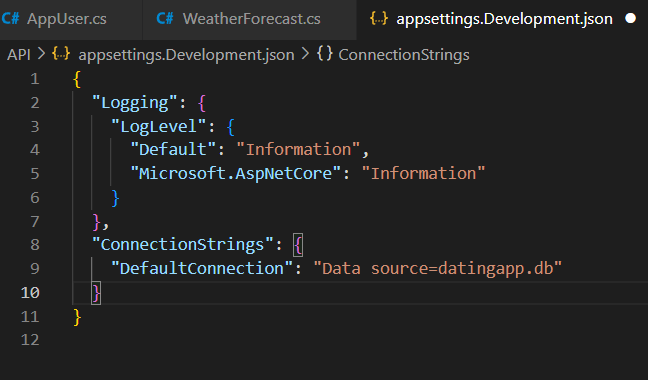 C# AppUser.cs C# WeatherForecast.cs {..} appsettings.Development.json
API > {..} appsettings.Development.json > {} ConnectionStrings
1 {
2   "Logging": {
3     "LogLevel": {
4       "Default": "Information",
5       "Microsoft.AspNetCore": "Information"
6     }
7   },
8   "ConnectionStrings": {
9     "DefaultConnection": "Data source=datingapp.db"
10   }
11 }
12